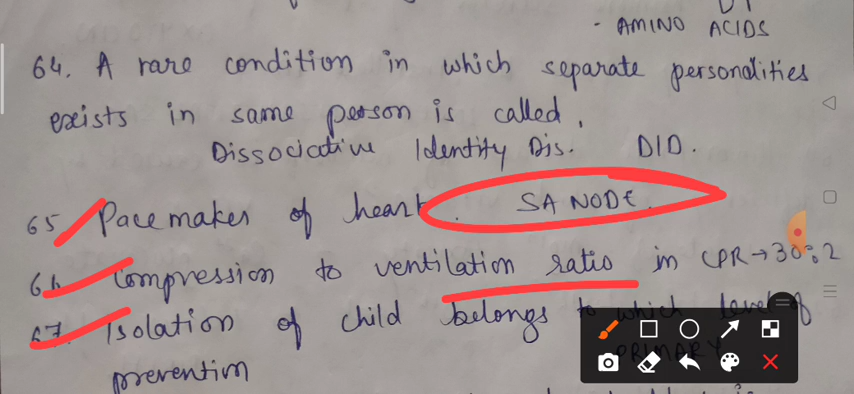 - AMINO ACIDS
64. A rare condition in which separate personalities
exists in same person is called,
Dissociative Identity Dis. DID.
65 Pacemaker of heart. SA NODE.
66. Compression to ventilation ratio in CPR → 30:2
67. Isolation of child belongs to which level of
PRIMARY
prevention